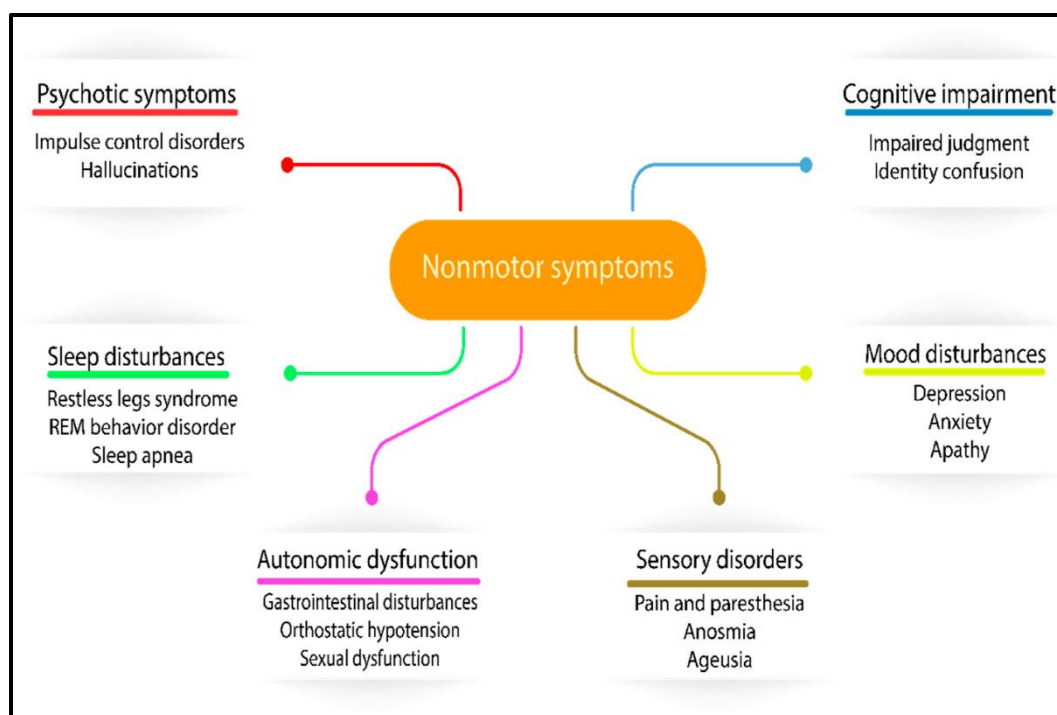 Psychotic symptoms
Impulse control disorders
Hallucinations
Cognitive impairment
Impaired judgment
Identity confusion
Nonmotor symptoms
Sleep disturbances
Restless legs syndrome
REM behavior disorder
Sleep apnea
Mood disturbances
Depression
Anxiety
Apathy
Autonomic dysfunction
Gastrointestinal disturbances
Orthostatic hypotension
Sexual dysfunction
Sensory disorders
Pain and paresthesia
Anosmia
Ageusia